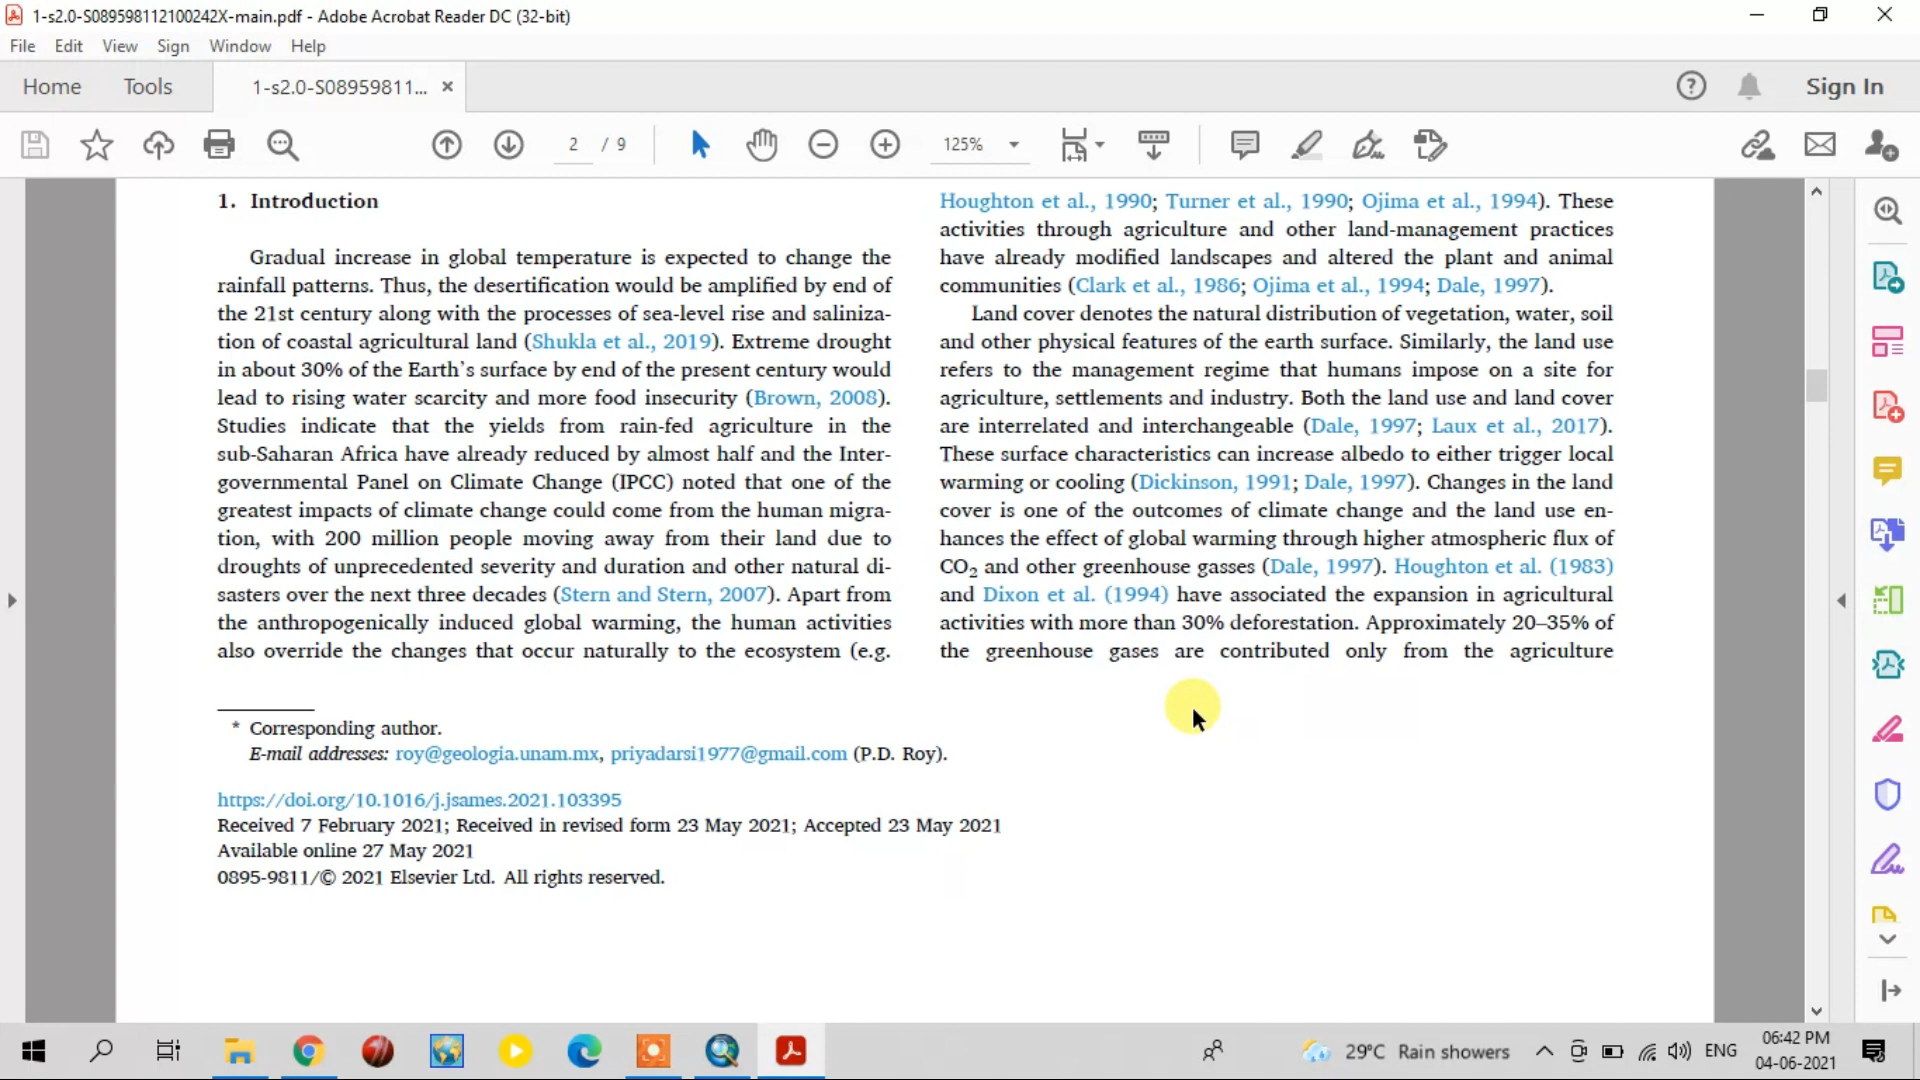 1-s2.0-S089598112100242X-main.pdf - Adobe Acrobat Reader DC (32-bit)
File Edit View Sign Window Help
Home Tools 1-s2.0-S08959811... × Sign In
2 / 9 125%
1. Introduction
Gradual increase in global temperature is expected to change the
rainfall patterns. Thus, the desertification would be amplified by end of
the 21st century along with the processes of sea-level rise and saliniza-
tion of coastal agricultural land (Shukla et al., 2019). Extreme drought
in about 30% of the Earth's surface by end of the present century would
lead to rising water scarcity and more food insecurity (Brown, 2008).
Studies indicate that the yields from rain-fed agriculture in the
sub-Saharan Africa have already reduced by almost half and the Inter-
governmental Panel on Climate Change (IPCC) noted that one of the
greatest impacts of climate change could come from the human migra-
tion, with 200 million people moving away from their land due to
droughts of unprecedented severity and duration and other natural di-
sasters over the next three decades (Stern and Stern, 2007). Apart from
the anthropogenically induced global warming, the human activities
also override the changes that occur naturally to the ecosystem (e.g.
Houghton et al., 1990; Turner et al., 1990; Ojima et al., 1994). These
activities through agriculture and other land-management practices
have already modified landscapes and altered the plant and animal
communities (Clark et al., 1986; Ojima et al., 1994; Dale, 1997).
Land cover denotes the natural distribution of vegetation, water, soil
and other physical features of the earth surface. Similarly, the land use
refers to the management regime that humans impose on a site for
agriculture, settlements and industry. Both the land use and land cover
are interrelated and interchangeable (Dale, 1997; Laux et al., 2017).
These surface characteristics can increase albedo to either trigger local
warming or cooling (Dickinson, 1991; Dale, 1997). Changes in the land
cover is one of the outcomes of climate change and the land use en-
hances the effect of global warming through higher atmospheric flux of
CO₂ and other greenhouse gasses (Dale, 1997). Houghton et al. (1983)
and Dixon et al. (1994) have associated the expansion in agricultural
activities with more than 30% deforestation. Approximately 20–35% of
the greenhouse gases are contributed only from the agriculture
* Corresponding author.
E-mail addresses: roy@geologia.unam.mx, priyadarsi1977@gmail.com (P.D. Roy).
https://doi.org/10.1016/j.jsames.2021.103395
Received 7 February 2021; Received in revised form 23 May 2021; Accepted 23 May 2021
Available online 27 May 2021
0895-9811/© 2021 Elsevier Ltd. All rights reserved.
29°C Rain showers ENG 06:42 PM
04-06-2021